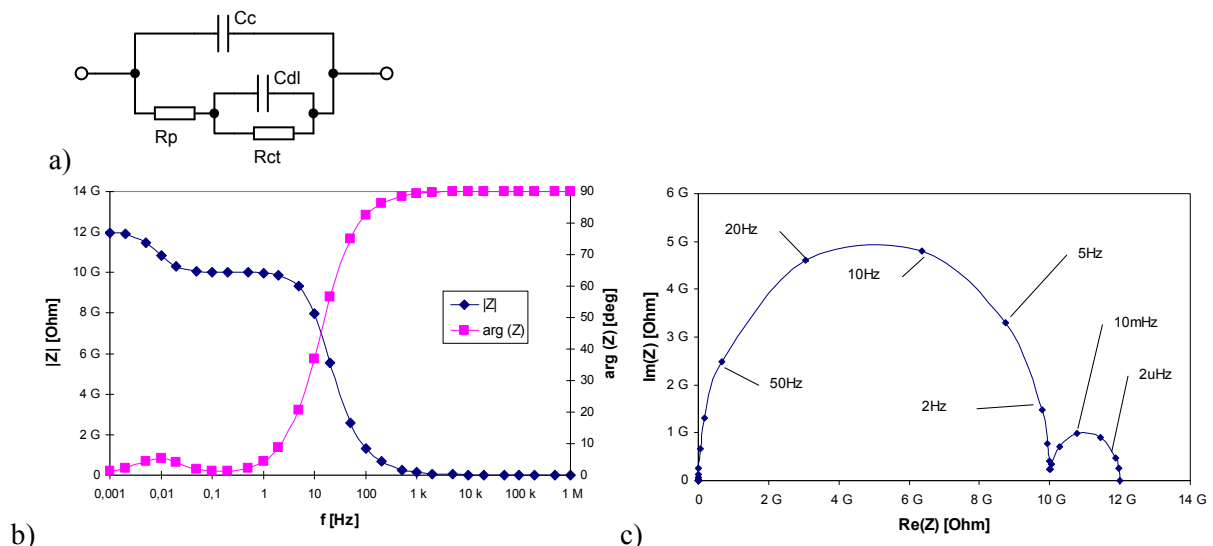 Cc
Cdl
Rp
Rct
a)
14 G
12 G
10 G
8 G
6 G
4 G
2 G
0
|Z| [Ohm]
90
80
70
60
50
40
30
20
10
0
arg (Z) [deg]
|Z|
arg (Z)
0,001 0,01 0,1 1 10 100 1 k 10 k 100 k 1 M
f [Hz]
b)
6 G
5 G
4 G
3 G
2 G
1 G
0
Im(Z) [Ohm]
20Hz
10Hz
5Hz
10mHz
50Hz
2Hz
2uHz
2 G 4 G 6 G 8 G 10 G 12 G 14 G
Re(Z) [Ohm]
c)